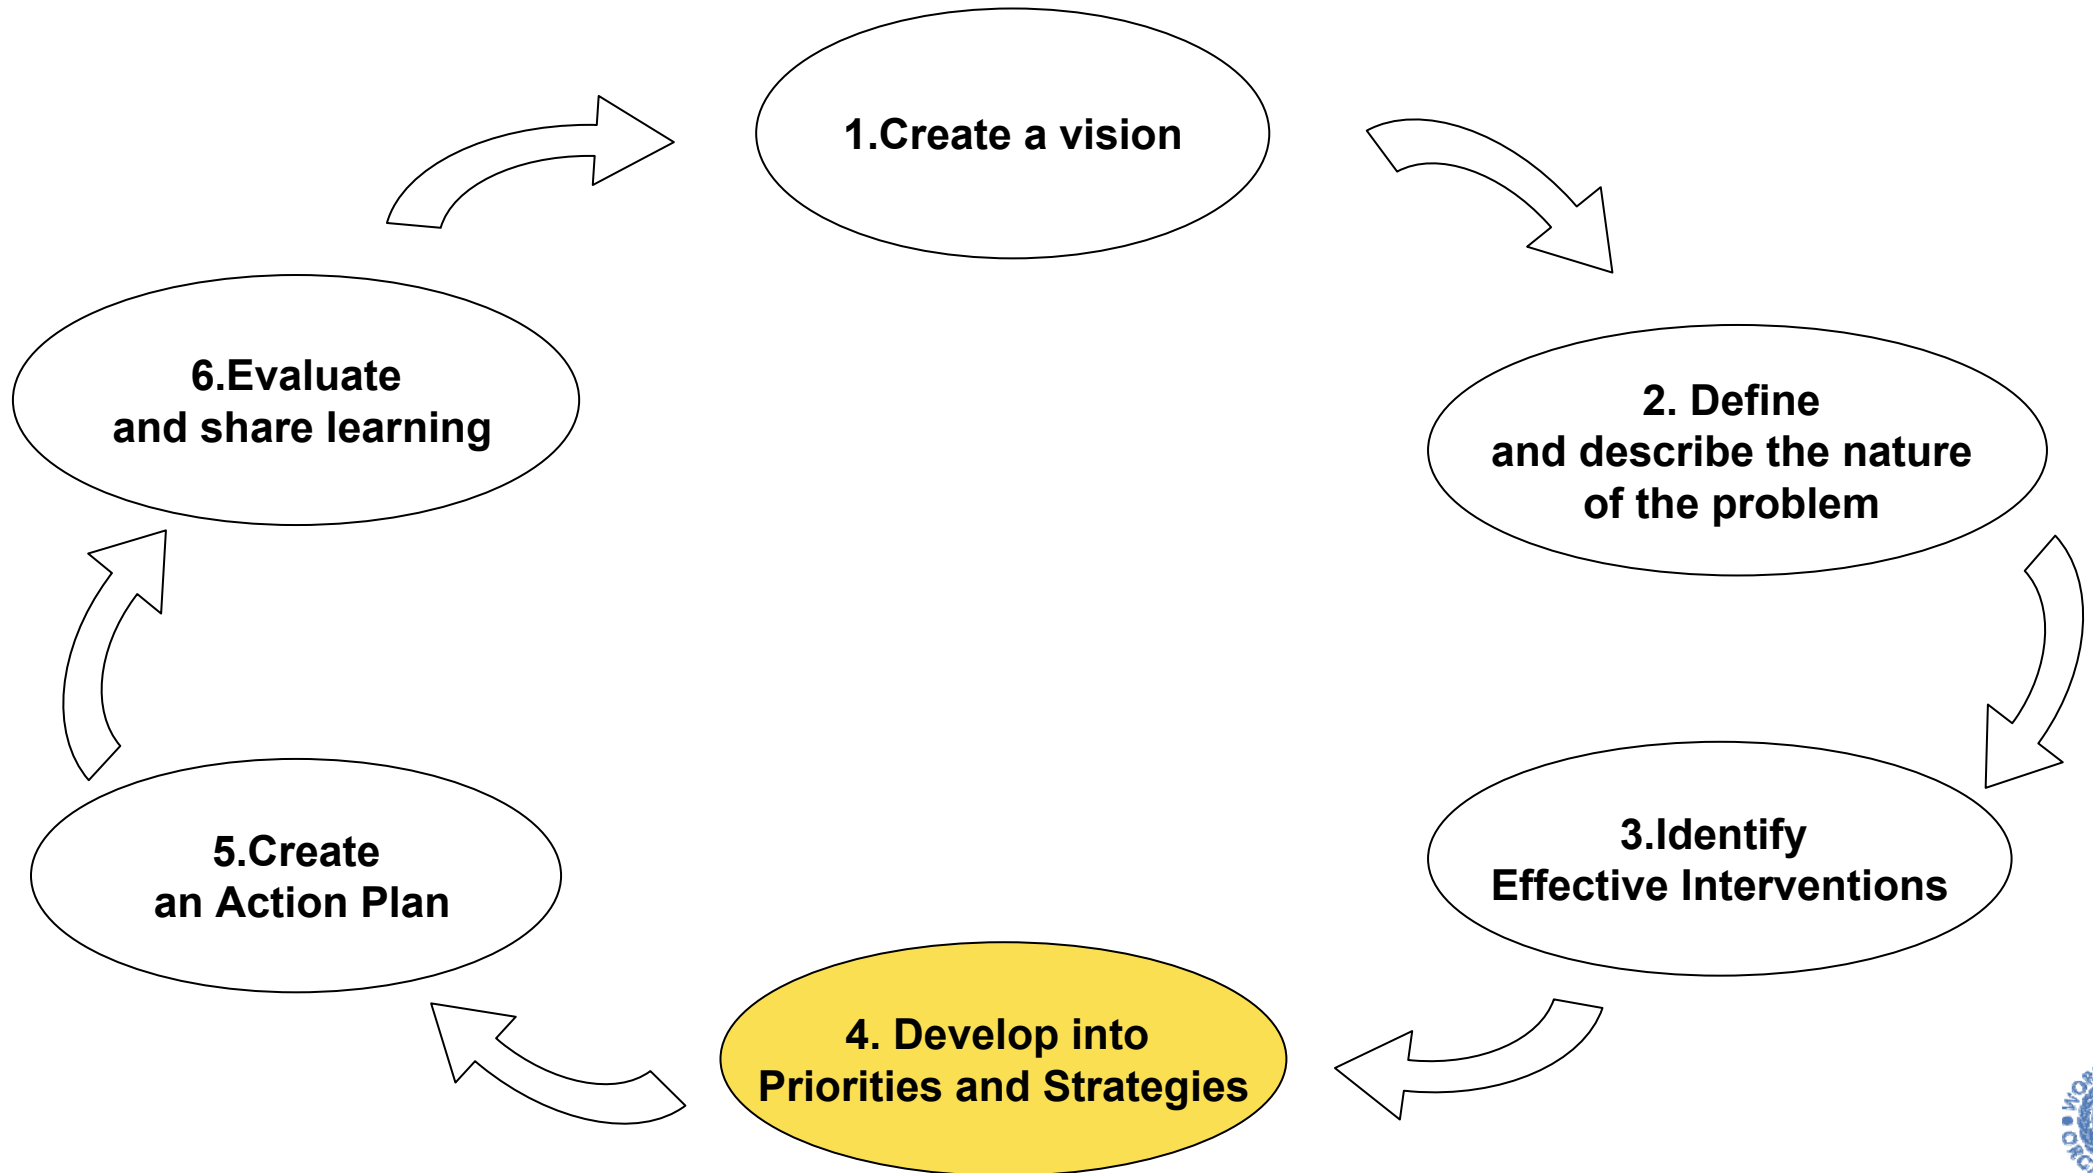 1.Create a vision
2. Define
and describe the nature
of the problem
3.Identify
Effective Interventions
4. Develop into
Priorities and Strategies
5.Create
an Action Plan
6.Evaluate
and share learning